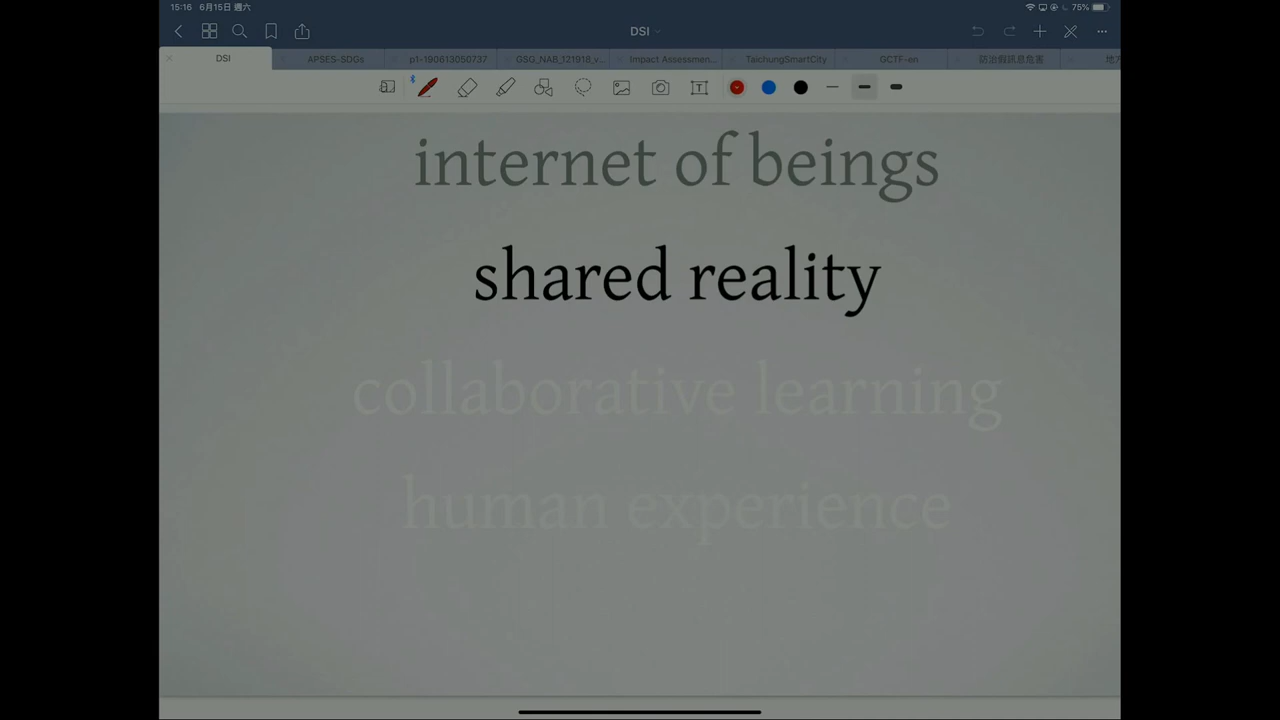 15:16 6月15日 週六
75%
DSI
DSI
APSES-SDGs
p1-190613050737
GSG_NAB_121918_v...
Impact Assessmen...
TaichungSmartCity
GCTF-en
防治假訊息危害
地方
internet of beings
shared reality
collaborative learning
human experience